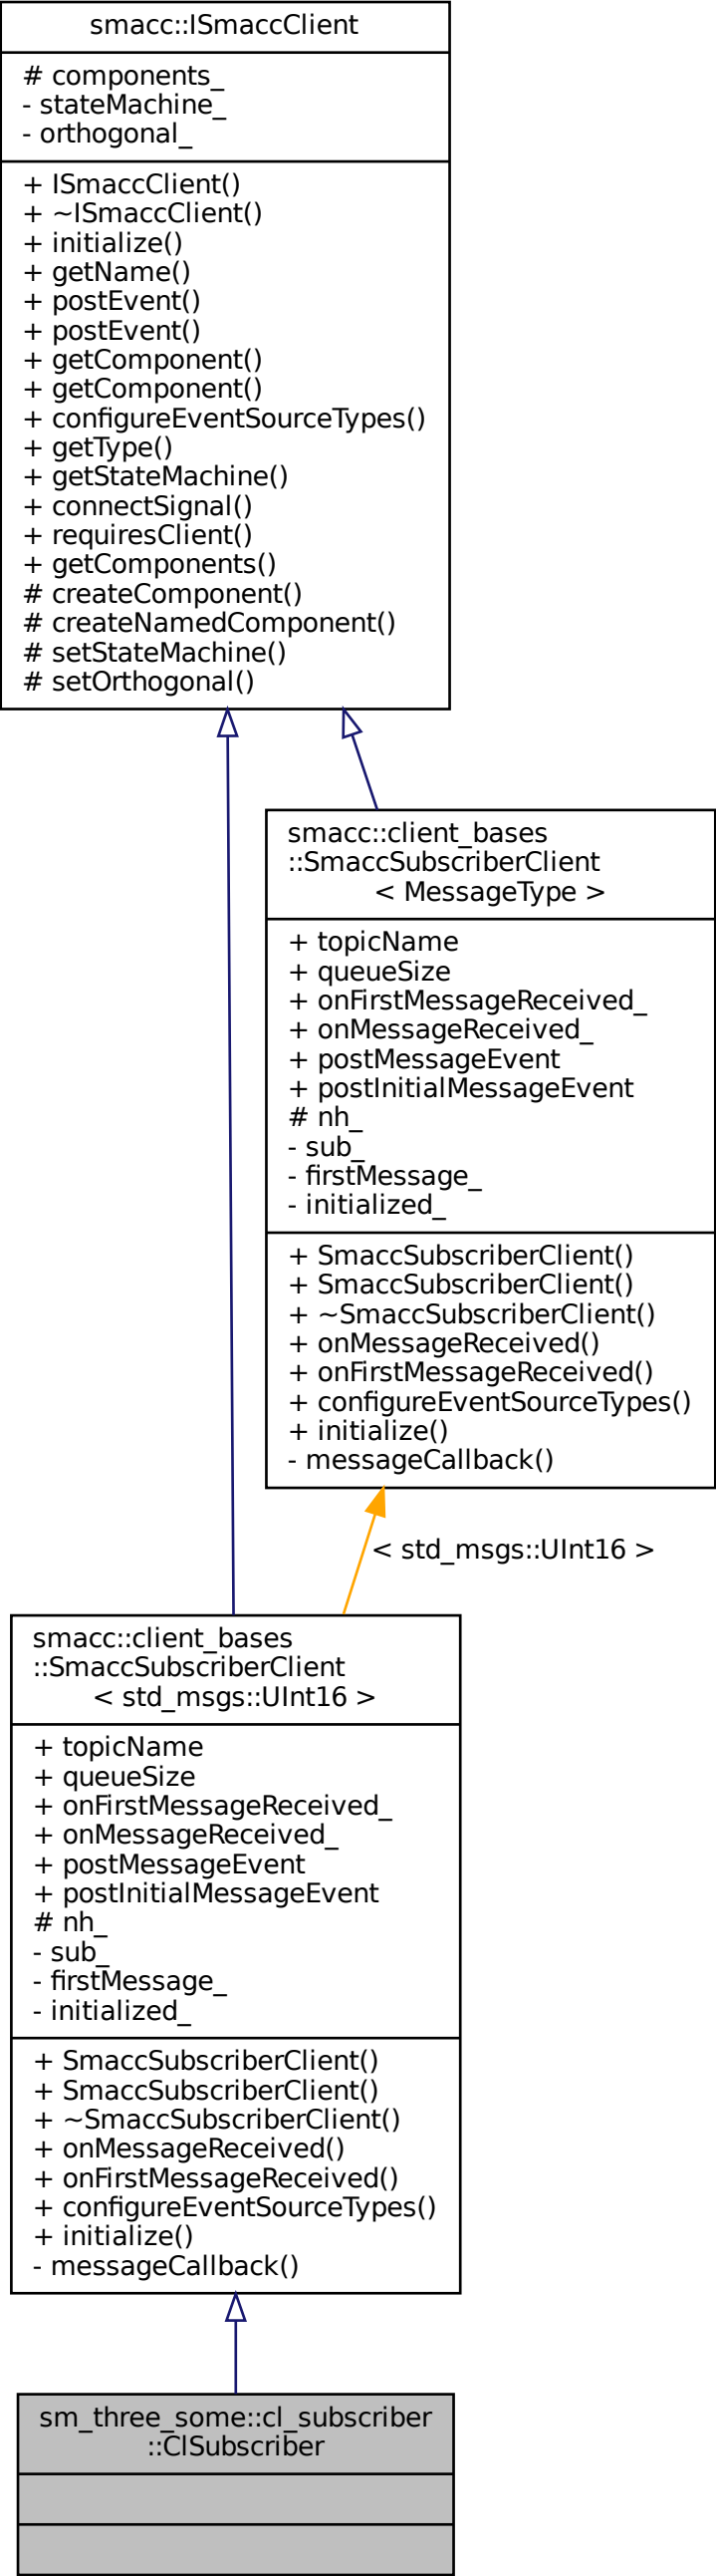 smacc::ISmaccClient
# components_
- stateMachine_
- orthogonal_
+ ISmaccClient()
+ ~ISmaccClient()
+ initialize()
+ getName()
+ postEvent()
+ postEvent()
+ getComponent()
+ getComponent()
+ configureEventSourceTypes()
+ getType()
+ getStateMachine()
+ connectSignal()
+ requiresClient()
+ getComponents()
# createComponent()
# createNamedComponent()
# setStateMachine()
# setOrthogonal()
smacc::client_bases
::SmaccSubscriberClient
< MessageType >
+ topicName
+ queueSize
+ onFirstMessageReceived_
+ onMessageReceived_
+ postMessageEvent
+ postInitialMessageEvent
# nh_
- sub_
- firstMessage_
- initialized_
+ SmaccSubscriberClient()
+ SmaccSubscriberClient()
+ ~SmaccSubscriberClient()
+ onMessageReceived()
+ onFirstMessageReceived()
+ configureEventSourceTypes()
+ initialize()
- messageCallback()
< std_msgs::UInt16 >
smacc::client_bases
::SmaccSubscriberClient
< std_msgs::UInt16 >
+ topicName
+ queueSize
+ onFirstMessageReceived_
+ onMessageReceived_
+ postMessageEvent
+ postInitialMessageEvent
# nh_
- sub_
- firstMessage_
- initialized_
+ SmaccSubscriberClient()
+ SmaccSubscriberClient()
+ ~SmaccSubscriberClient()
+ onMessageReceived()
+ onFirstMessageReceived()
+ configureEventSourceTypes()
+ initialize()
- messageCallback()
sm_three_some::cl_subscriber
::ClSubscriber